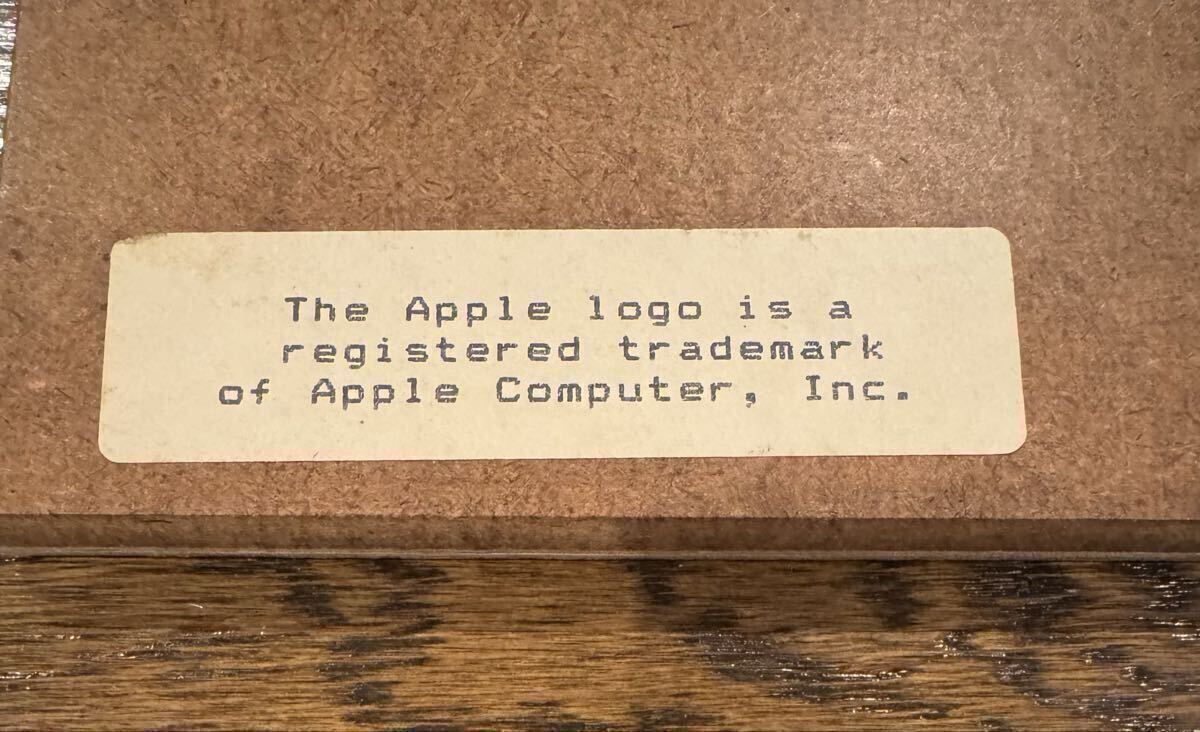 The Apple logo is a
registered trademark
of Apple Computer, Inc.